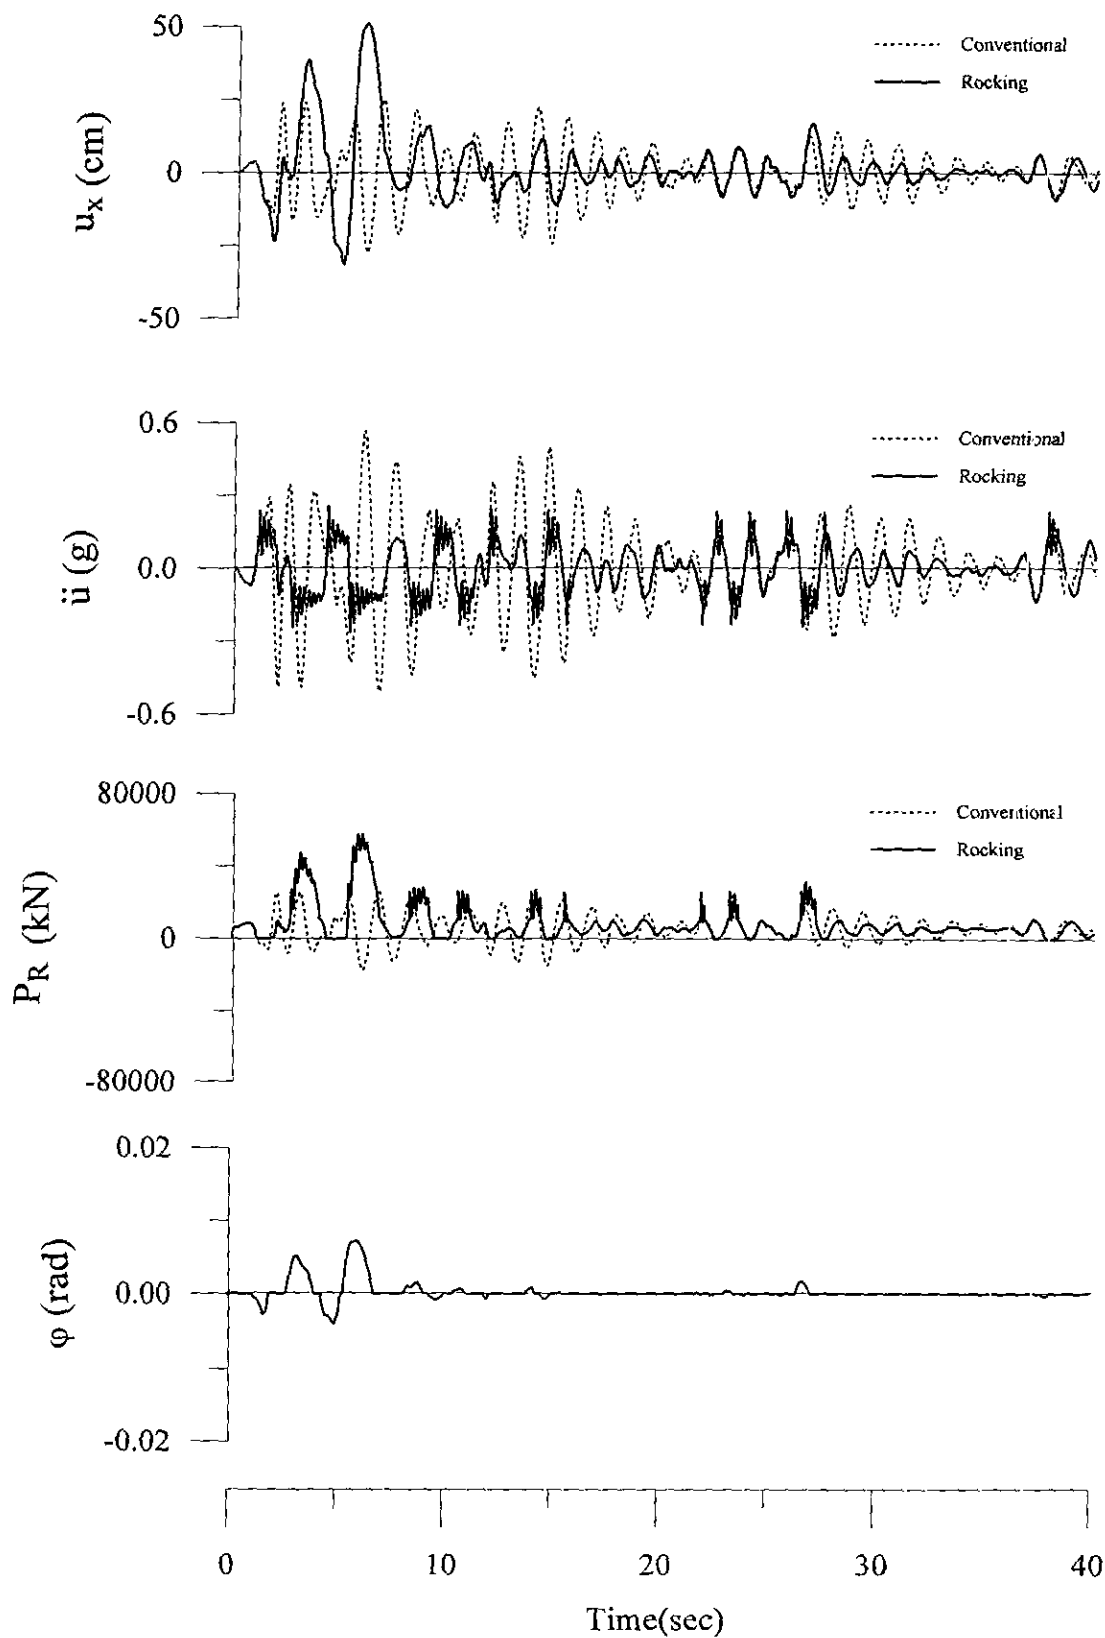 50
Conventional
Rocking
u_x (cm)
0
-50
0.6
Conventional
Rocking
ü (g)
0.0
-0.6
80000
Conventional
Rocking
P_R (kN)
0
-80000
0.02
φ (rad)
0.00
-0.02
0 10 20 30 40
Time(sec)